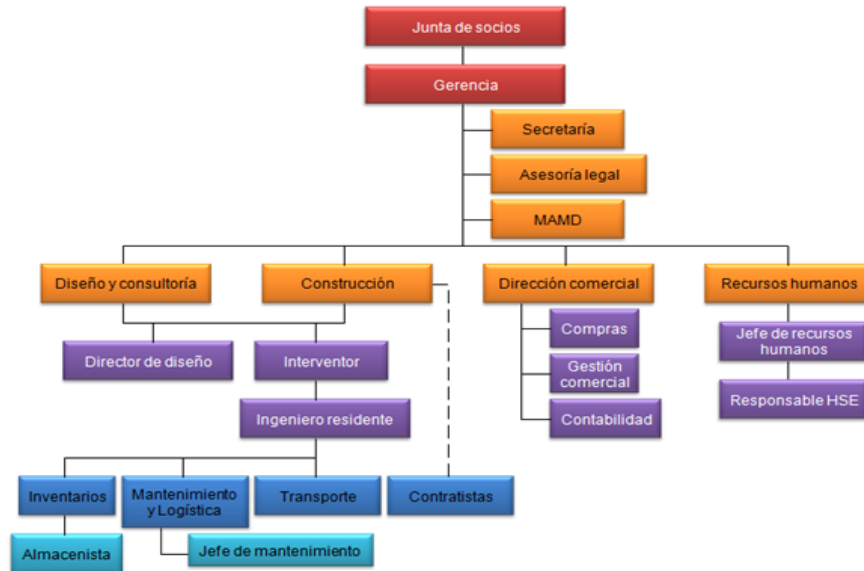 Junta de socios
Gerencia
Secretaría
Asesoría legal
MAMD
Diseño y consultoría
Construcción
Dirección comercial
Recursos humanos
Director de diseño
Interventor
Compras
Jefe de recursos
humanos
Gestión
comercial
Ingeniero residente
Contabilidad
Responsable HSE
Inventarios
Mantenimiento
y Logística
Transporte
Contratistas
Almacenista
Jefe de mantenimiento